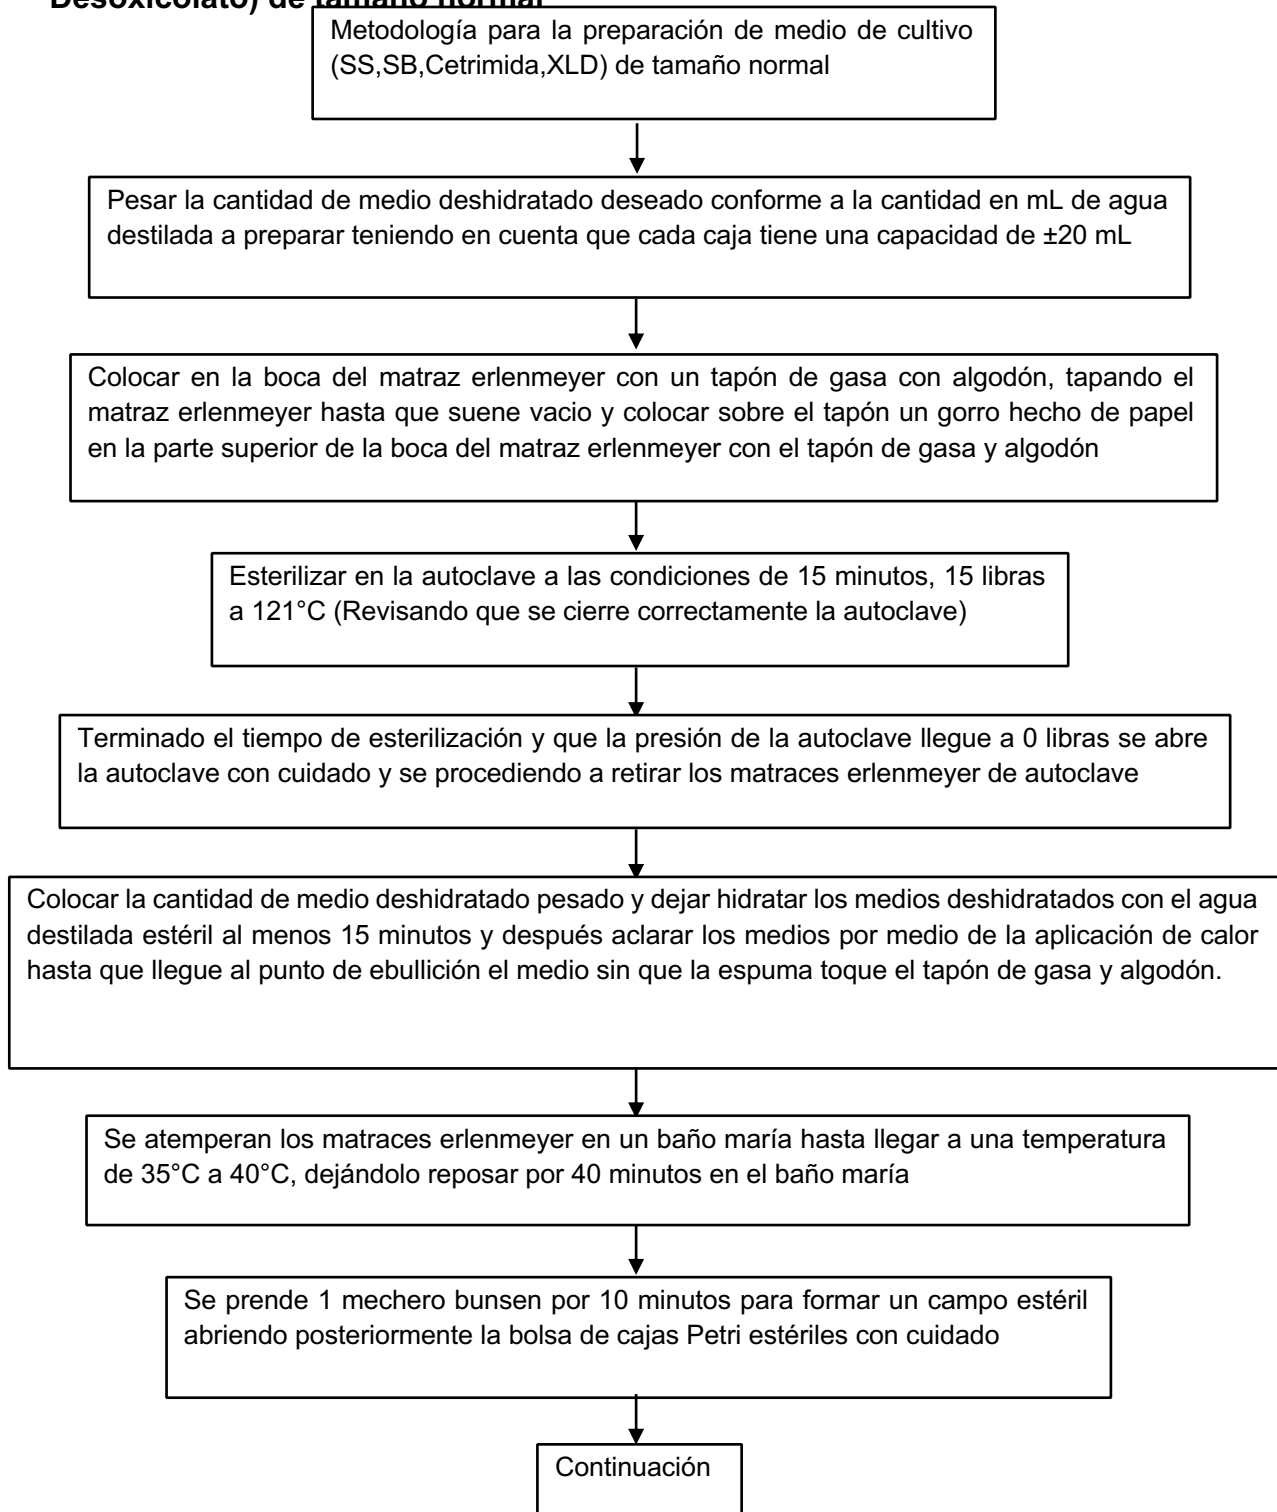 Desoxicolato) de tamaño normal
Metodología para la preparación de medio de cultivo
(SS,SB,Cetrimida,XLD) de tamaño normal
Pesar la cantidad de medio deshidratado deseado conforme a la cantidad en mL de agua
destilada a preparar teniendo en cuenta que cada caja tiene una capacidad de ±20 mL
Colocar en la boca del matraz erlenmeyer con un tapón de gasa con algodón, tapando el
matraz erlenmeyer hasta que suene vacio y colocar sobre el tapón un gorro hecho de papel
en la parte superior de la boca del matraz erlenmeyer con el tapón de gasa y algodón
Esterilizar en la autoclave a las condiciones de 15 minutos, 15 libras
a 121°C (Revisando que se cierre correctamente la autoclave)
Terminado el tiempo de esterilización y que la presión de la autoclave llegue a 0 libras se abre
la autoclave con cuidado y se procediendo a retirar los matraces erlenmeyer de autoclave
Colocar la cantidad de medio deshidratado pesado y dejar hidratar los medios deshidratados con el agua
destilada estéril al menos 15 minutos y después aclarar los medios por medio de la aplicación de calor
hasta que llegue al punto de ebullición el medio sin que la espuma toque el tapón de gasa y algodón.
Se atemperan los matraces erlenmeyer en un baño maría hasta llegar a una temperatura
de 35°C a 40°C, dejándolo reposar por 40 minutos en el baño maría
Se prende 1 mechero bunsen por 10 minutos para formar un campo estéril
abriendo posteriormente la bolsa de cajas Petri estériles con cuidado
Continuación